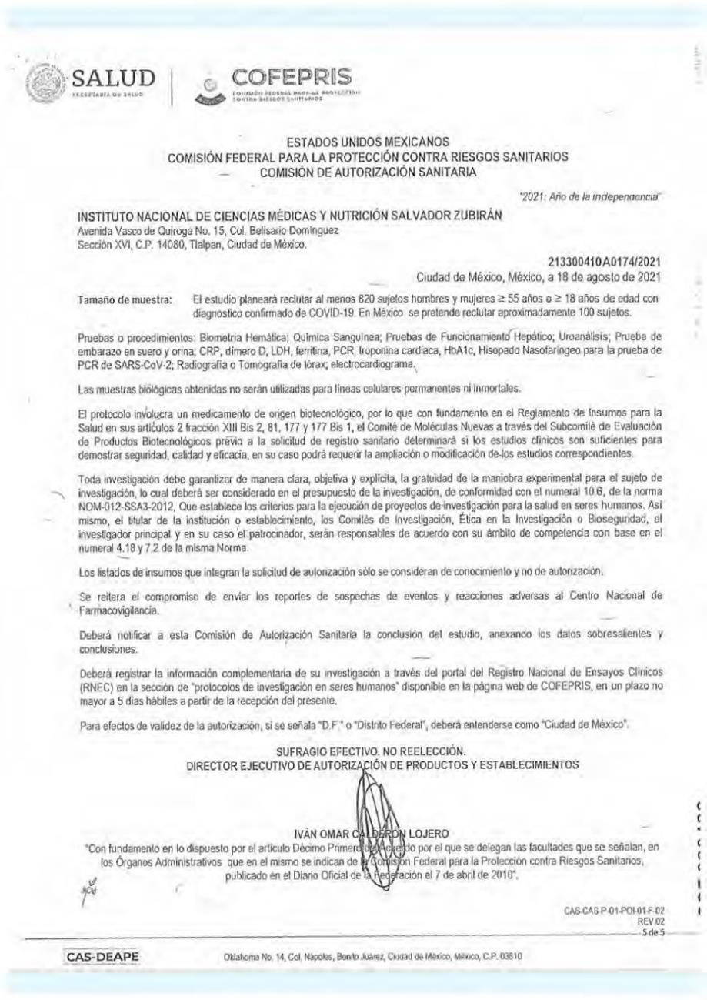 SALUD
SECRETARÍA DE SALUD
COFEPRIS
COMISIÓN FEDERAL PARA LA PROTECCIÓN
CONTRA RIESGOS SANITARIOS
ESTADOS UNIDOS MEXICANOS
COMISIÓN FEDERAL PARA LA PROTECCIÓN CONTRA RIESGOS SANITARIOS
COMISIÓN DE AUTORIZACIÓN SANITARIA
"2021: Año de la Independencia"
INSTITUTO NACIONAL DE CIENCIAS MÉDICAS Y NUTRICIÓN SALVADOR ZUBIRÁN
Avenida Vasco de Quiroga No. 15, Col. Belisario Domínguez
Sección XVI, C.P. 14080, Tlalpan, Ciudad de México.
213300410A0174/2021
Ciudad de México, México, a 18 de agosto de 2021
Tamaño de muestra: El estudio planeará reclutar al menos 820 sujetos hombres y mujeres ≥ 55 años o ≥ 18 años de edad con
diagnostico confirmado de COVID-19. En México se pretende reclutar aproximadamente 100 sujetos.
Pruebas o procedimientos: Biometría Hemática; Química Sanguínea; Pruebas de Funcionamiento Hepático; Uroanálisis; Prueba de
embarazo en suero y orina; CRP, dímero D, LDH, ferritina, PCR, troponina cardiaca, HbA1c, Hisopado Nasofaríngeo para la prueba de
PCR de SARS-CoV-2; Radiografía o Tomografía de tórax; electrocardiograma.
Las muestras biológicas obtenidas no serán utilizadas para líneas celulares permanentes ni inmortales.
El protocolo involucra un medicamento de origen biotecnológico, por lo que con fundamento en el Reglamento de Insumos para la
Salud en sus artículos 2 fracción XIII Bis 2, 81, 177 y 177 Bis 1, el Comité de Moléculas Nuevas a través del Subcomité de Evaluación
de Productos Biotecnológicos previo a la solicitud de registro sanitario determinará si los estudios clínicos son suficientes para
demostrar seguridad, calidad y eficacia, en su caso podrá requerir la ampliación o modificación de los estudios correspondientes.
Toda investigación debe garantizar de manera clara, objetiva y explícita, la gratuidad de la maniobra experimental para el sujeto de
investigación, lo cual deberá ser considerado en el presupuesto de la investigación, de conformidad con el numeral 10.6, de la norma
NOM-012-SSA3-2012, Que establece los criterios para la ejecución de proyectos de investigación para la salud en seres humanos. Así
mismo, el titular de la institución o establecimiento, los Comités de Investigación, Ética en la Investigación o Bioseguridad, el
investigador principal y en su caso el patrocinador, serán responsables de acuerdo con su ámbito de competencia con base en el
numeral 4.18 y 7.2 de la misma Norma.
Los listados de insumos que integran la solicitud de autorización sólo se consideran de conocimiento y no de autorización.
Se reitera el compromiso de enviar los reportes de sospechas de eventos y reacciones adversas al Centro Nacional de
Farmacovigilancia.
Deberá notificar a esta Comisión de Autorización Sanitaria la conclusión del estudio, anexando los datos sobresalientes y
conclusiones.
Deberá registrar la información complementaria de su investigación a través del portal del Registro Nacional de Ensayos Clínicos
(RNEC) en la sección de "protocolos de investigación en seres humanos" disponible en la página web de COFEPRIS, en un plazo no
mayor a 5 días hábiles a partir de la recepción del presente.
Para efectos de validez de la autorización, si se señala "D.F." o "Distrito Federal", deberá entenderse como "Ciudad de México".
SUFRAGIO EFECTIVO. NO REELECCIÓN.
DIRECTOR EJECUTIVO DE AUTORIZACIÓN DE PRODUCTOS Y ESTABLECIMIENTOS
IVÁN OMAR CALDERÓN LOJERO
"Con fundamento en lo dispuesto por el artículo Décimo Primero del Acuerdo por el que se delegan las facultades que se señalan, en
los Órganos Administrativos que en el mismo se indican de la Comisión Federal para la Protección contra Riesgos Sanitarios,
publicado en el Diario Oficial de la Federación el 7 de abril de 2010".
CAS-CAS-P-01-POI-01-F-02
REV.02
5 de 5
CAS-DEAPE
Oklahoma No. 14, Col. Nápoles, Benito Juárez, Ciudad de México, México, C.P. 03810